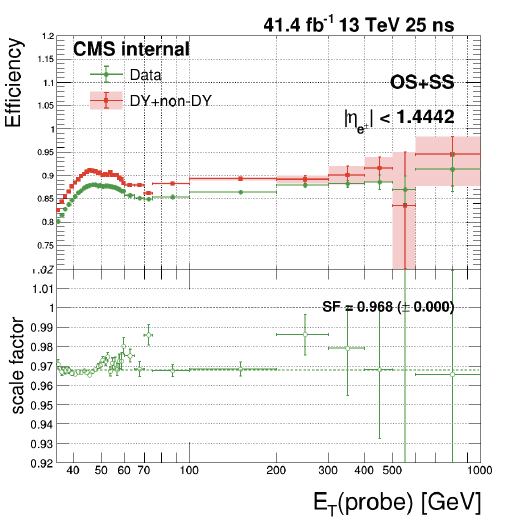 41.4 fb⁻¹ 13 TeV 25 ns
Efficiency
1.2
1.15
1.1
1.05
1
0.95
0.9
0.85
0.8
0.75
CMS internal
Data
DY+non-DY
OS+SS
|η_e±| < 1.4442
scale factor
1.02
1.01
1
0.99
0.98
0.97
0.96
0.95
0.94
0.93
0.92
SF = 0.968 (± 0.000)
40 50 60 70 100 200 300 400 500 1000
E_T(probe) [GeV]